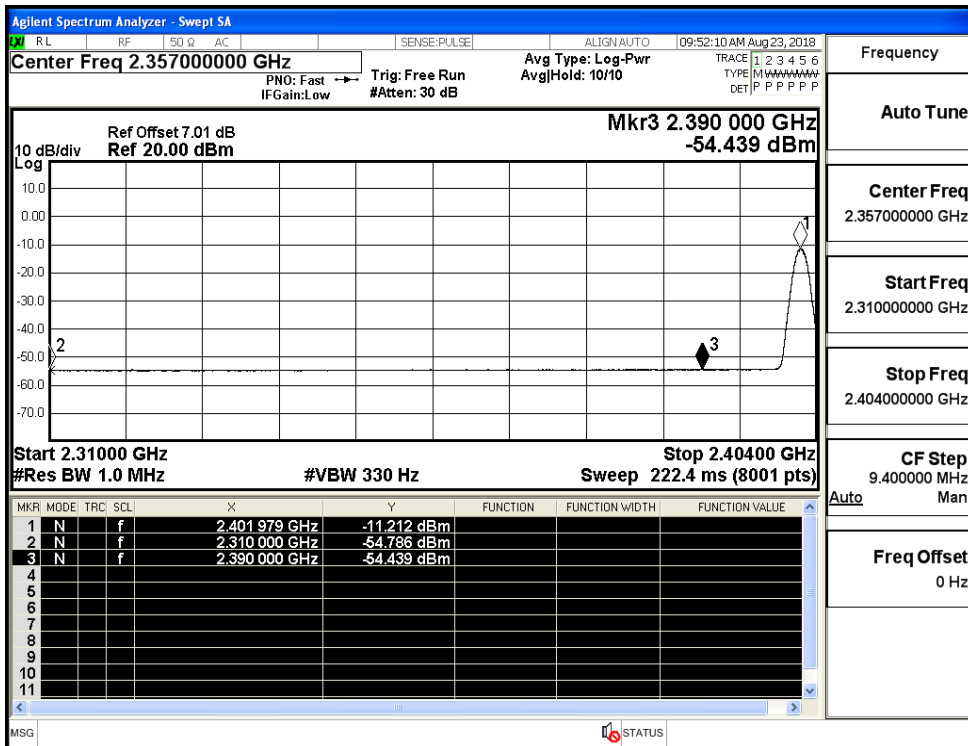 Agilent Spectrum Analyzer - Swept SA
LXI RL RF 50 Ω AC SENSE:PULSE ALIGN AUTO 09:52:10 AM Aug 23, 2018
Center Freq 2.357000000 GHz
PNO: Fast
IFGain:Low
Trig: Free Run
#Atten: 30 dB
Avg Type: Log-Pwr
Avg|Hold: 10/10
TRACE 1 2 3 4 5 6
TYPE M WWWWW
DET P P P P P P
Mkr3 2.390 000 GHz
-54.439 dBm
Ref Offset 7.01 dB
10 dB/div Ref 20.00 dBm
Log
10.0
0.00
-10.0
-20.0
-30.0
-40.0
-50.0
-60.0
-70.0
1
2
3
Start 2.31000 GHz Stop 2.40400 GHz
#Res BW 1.0 MHz #VBW 330 Hz Sweep 222.4 ms (8001 pts)
MKR MODE TRC SCL X Y FUNCTION FUNCTION WIDTH FUNCTION VALUE
1 N f 2.401 979 GHz -11.212 dBm
2 N f 2.310 000 GHz -54.786 dBm
3 N f 2.390 000 GHz -54.439 dBm
4
5
6
7
8
9
10
11
MSG STATUS
Frequency
Auto Tune
Center Freq
2.357000000 GHz
Start Freq
2.310000000 GHz
Stop Freq
2.404000000 GHz
CF Step
9.400000 MHz
Auto Man
Freq Offset
0 Hz